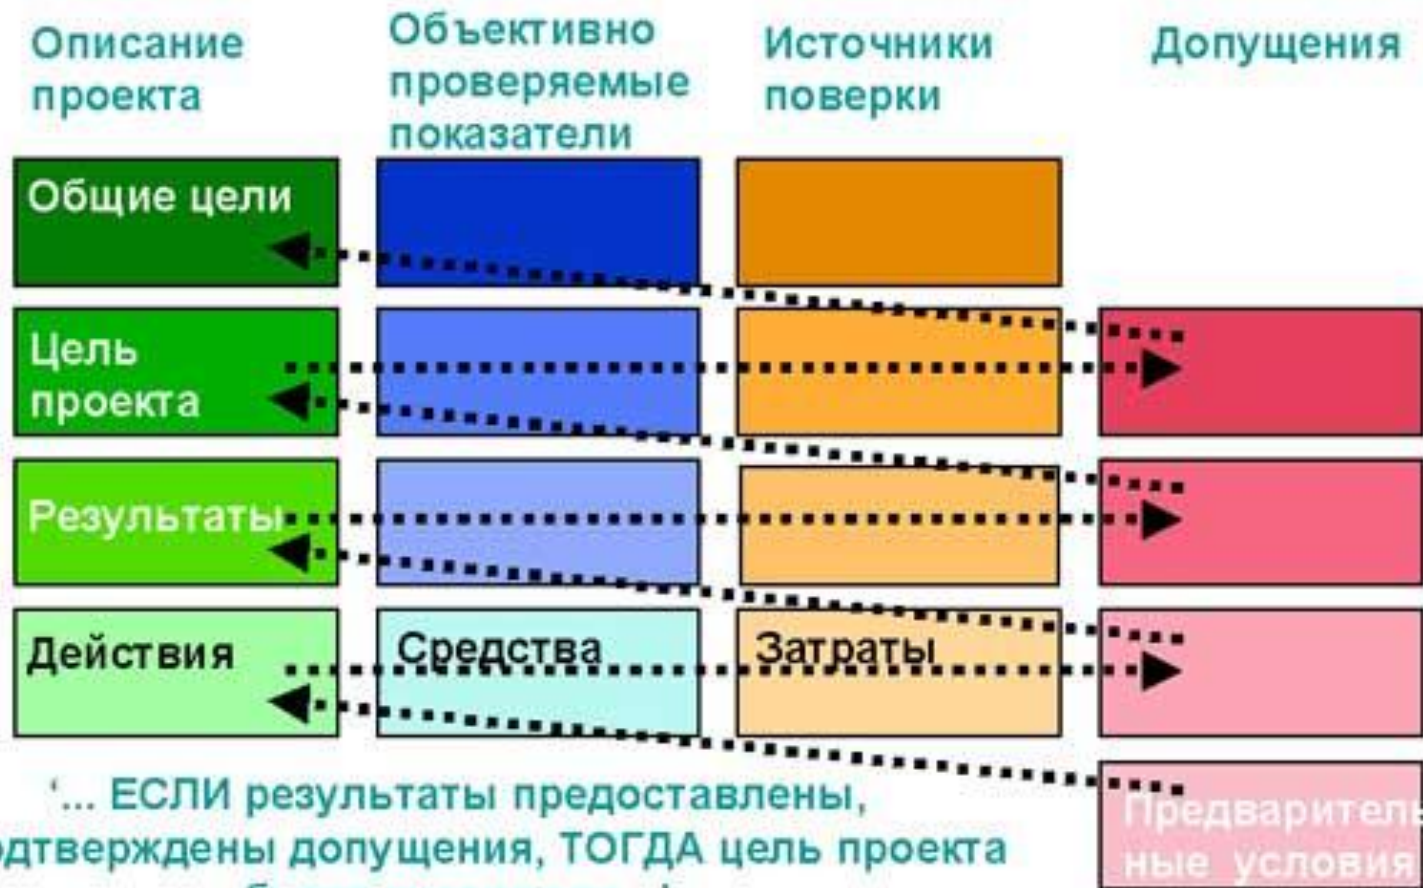 Описание
проекта
Объективно
проверяемые
показатели
Источники
поверки
Допущения
Общие цели
Цель
проекта
Результаты
Действия
Средства
Затраты
Предваритель
ные условия
‘... ЕСЛИ результаты предоставлены,
одтверждены допущения, ТОГДА цель проекта